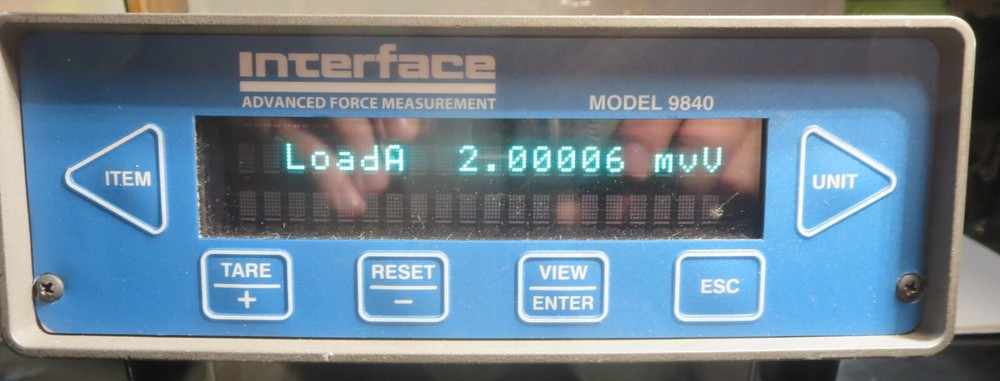 Interface
ADVANCED FORCE MEASUREMENT
MODEL 9840
LoadA 2.00006 mvV
ITEM
UNIT
TARE
+
RESET
−
VIEW
ENTER
ESC